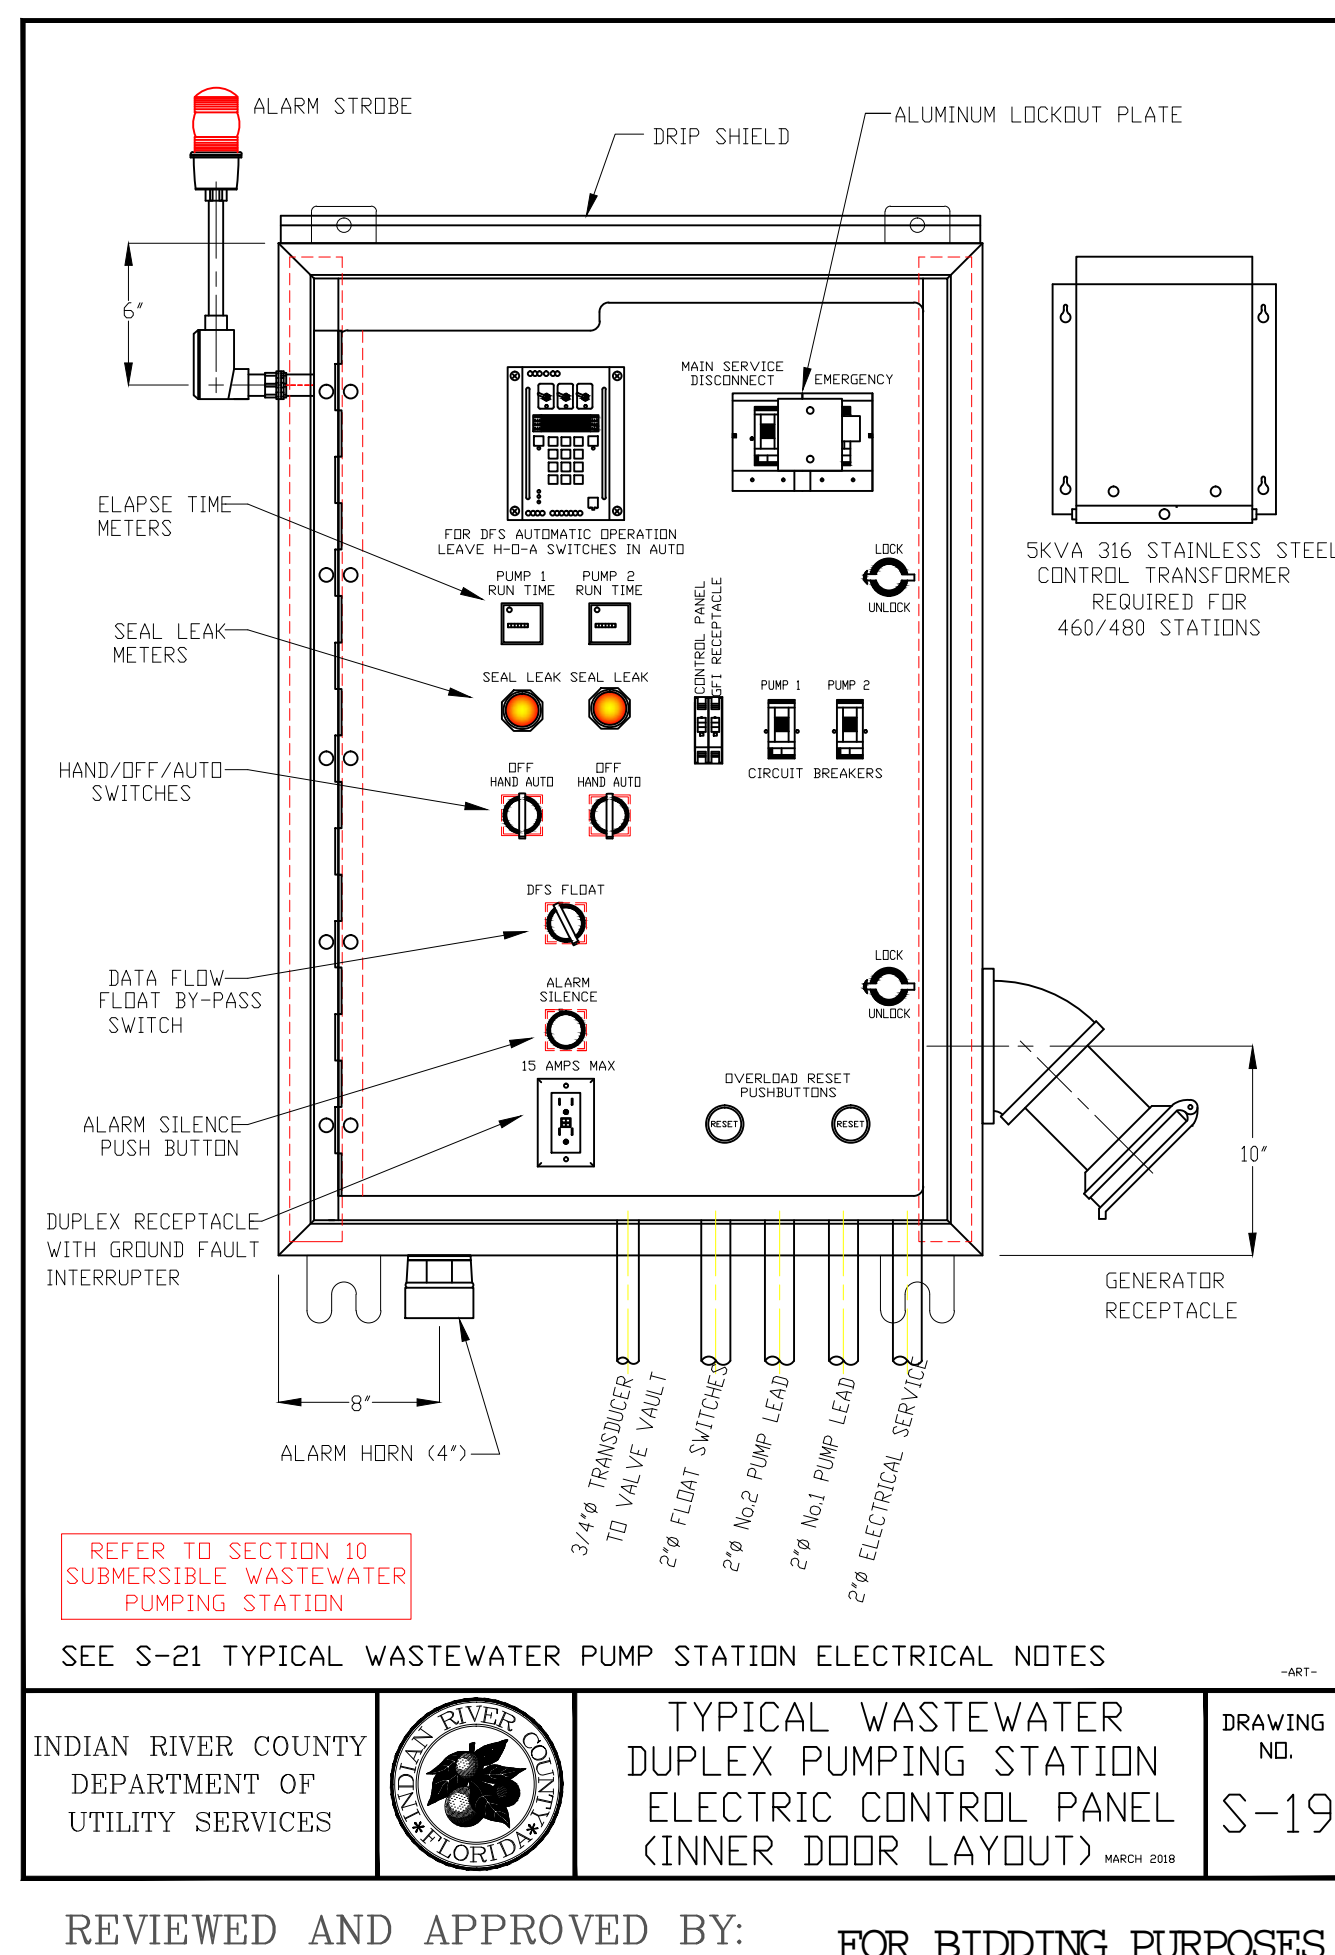 ALARM STROBE
DRIP SHIELD
ALUMINUM LOCKOUT PLATE
6"
MAIN SERVICE
DISCONNECT
EMERGENCY
ELAPSE TIME
METERS
FOR DFS AUTOMATIC OPERATION
LEAVE H-O-A SWITCHES IN AUTO
LOCK
UNLOCK
5KVA 316 STAINLESS STEEL
CONTROL TRANSFORMER
REQUIRED FOR
460/480 STATIONS
PUMP 1
RUN TIME
PUMP 2
RUN TIME
CONTROL PANEL
GFI RECEPTACLE
SEAL LEAK
METERS
SEAL LEAK
SEAL LEAK
PUMP 1
PUMP 2
CIRCUIT BREAKERS
HAND/OFF/AUTO
SWITCHES
OFF
HAND AUTO
OFF
HAND AUTO
DFS FLOAT
DATA FLOW
FLOAT BY-PASS
SWITCH
ALARM
SILENCE
LOCK
UNLOCK
15 AMPS MAX
OVERLOAD RESET
PUSHBUTTONS
RESET
RESET
ALARM SILENCE
PUSH BUTTON
10"
DUPLEX RECEPTACLE
WITH GROUND FAULT
INTERRUPTER
GENERATOR
RECEPTACLE
8"
ALARM HORN (4")
3/4"Ø TRANSDUCER
TO VALVE VAULT
2"Ø FLOAT SWITCHES
2"Ø No.2 PUMP LEAD
2"Ø No.1 PUMP LEAD
2"Ø ELECTRICAL SERVICE
REFER TO SECTION 10
SUBMERSIBLE WASTEWATER
PUMPING STATION
SEE S-21 TYPICAL WASTEWATER PUMP STATION ELECTRICAL NOTES
-ART-
INDIAN RIVER COUNTY
DEPARTMENT OF
UTILITY SERVICES
INDIAN RIVER COUNTY
*FLORIDA*
TYPICAL WASTEWATER
DUPLEX PUMPING STATION
ELECTRIC CONTROL PANEL
(INNER DOOR LAYOUT) MARCH 2018
DRAWING
NO.
S-19
REVIEWED AND APPROVED BY:
FOR BIDDING PURPOSES